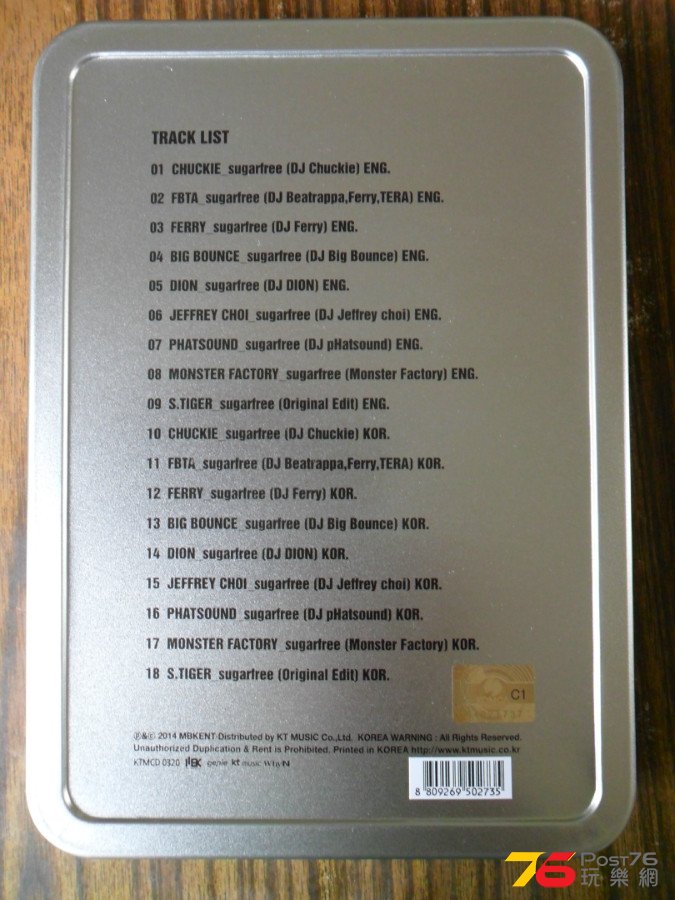 TRACK LIST
01 CHUCKIE_sugarfree (DJ Chuckie) ENG.
02 FBTA_sugarfree (DJ Beatrappa,Ferry,TERA) ENG.
03 FERRY_sugarfree (DJ Ferry) ENG.
04 BIG BOUNCE_sugarfree (DJ Big Bounce) ENG.
05 DION_sugarfree (DJ DION) ENG.
06 JEFFREY CHOI_sugarfree (DJ Jeffrey choi) ENG.
07 PHATSOUND_sugarfree (DJ pHatsound) ENG.
08 MONSTER FACTORY_sugarfree (Monster Factory) ENG.
09 S.TIGER_sugarfree (Original Edit) ENG.
10 CHUCKIE_sugarfree (DJ Chuckie) KOR.
11 FBTA_sugarfree (DJ Beatrappa,Ferry,TERA) KOR.
12 FERRY_sugarfree (DJ Ferry) KOR.
13 BIG BOUNCE_sugarfree (DJ Big Bounce) KOR.
14 DION_sugarfree (DJ DION) KOR.
15 JEFFREY CHOI_sugarfree (DJ Jeffrey choi) KOR.
16 PHATSOUND_sugarfree (DJ pHatsound) KOR.
17 MONSTER FACTORY_sugarfree (Monster Factory) KOR.
18 S.TIGER_sugarfree (Original Edit) KOR.
C1
℗&© 2014 MBKENT Distributed by KT MUSIC Co.,Ltd. KOREA WARNING : All Rights Reserved.
Unauthorized Duplication & Rent is Prohibited. Printed in KOREA http://www.ktmusic.co.kr
KTMCD 0320 MBK genie kt music
8 809269 502735
76 Post76
玩樂網